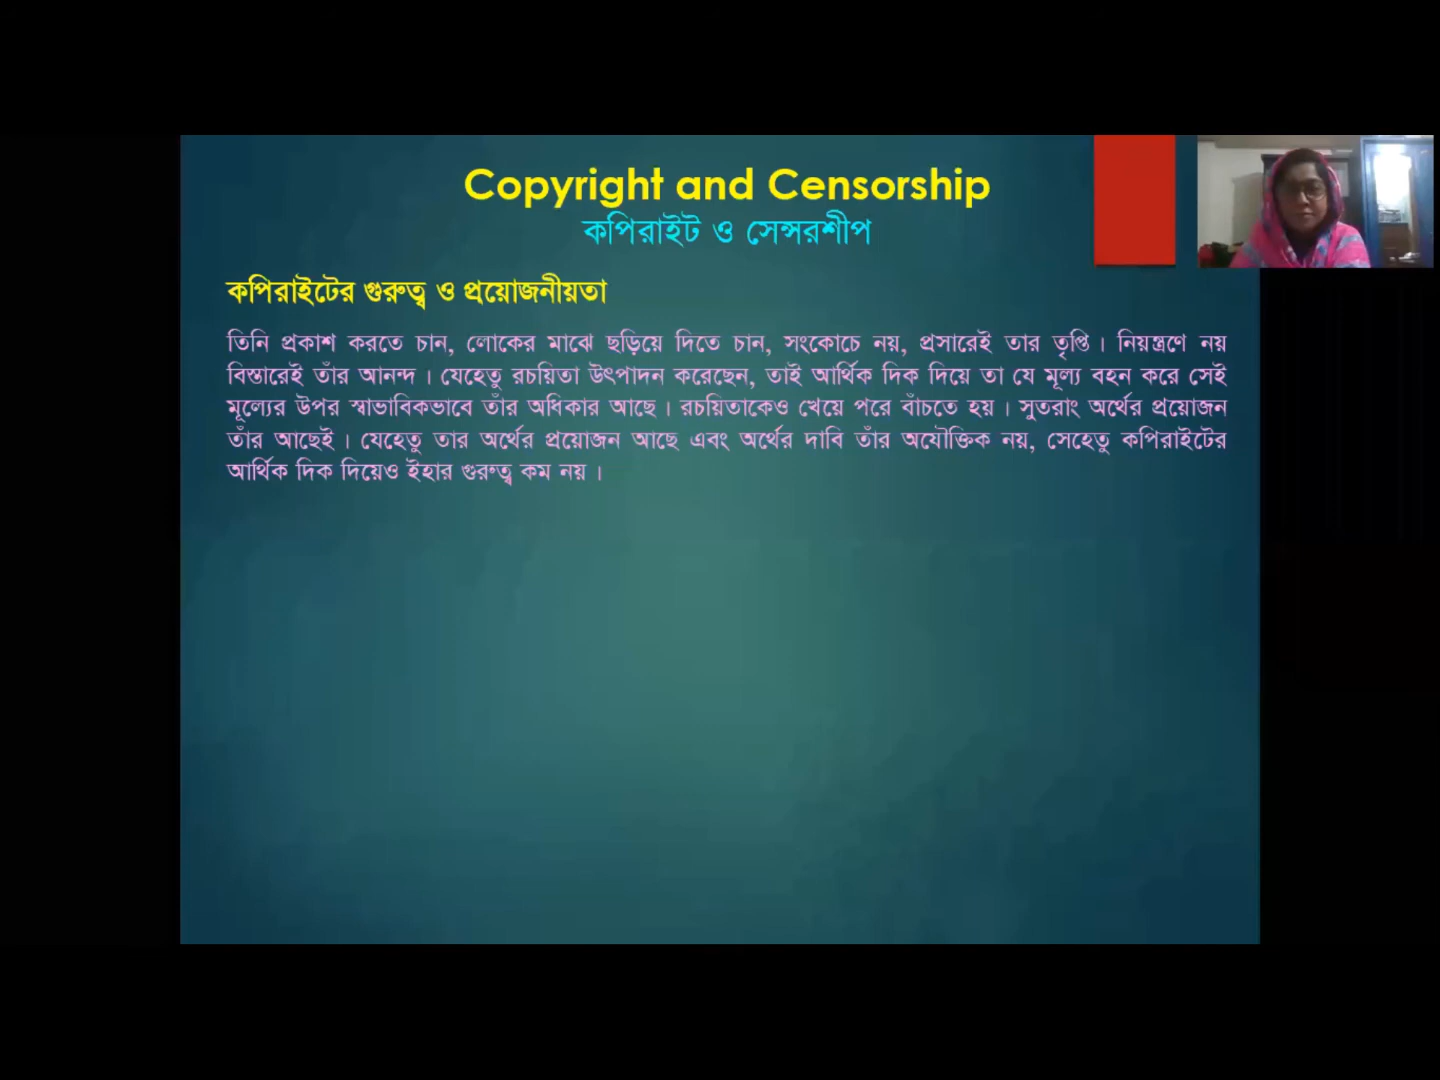 Copyright and Censorship
কপিরাইট ও সেন্সরশীপ
কপিরাইটের গুরুত্ব ও প্রয়োজনীয়তা
তিনি প্রকাশ করতে চান, লোকের মাঝে ছড়িয়ে দিতে চান, সংকোচে নয়, প্রসারেই তার তৃপ্তি । নিয়ন্ত্রণে নয়
বিস্তারেই তাঁর আনন্দ । যেহেতু রচয়িতা উৎপাদন করেছেন, তাই আর্থিক দিক দিয়ে তা যে মূল্য বহন করে সেই
মূল্যের উপর স্বাভাবিকভাবে তাঁর অধিকার আছে । রচয়িতাকেও খেয়ে পরে বাঁচতে হয় । সুতরাং অর্থের প্রয়োজন
তাঁর আছেই । যেহেতু তার অর্থের প্রয়োজন আছে এবং অর্থের দাবি তাঁর অযৌক্তিক নয়, সেহেতু কপিরাইটের
আর্থিক দিক দিয়েও ইহার গুরুত্ব কম নয় ।